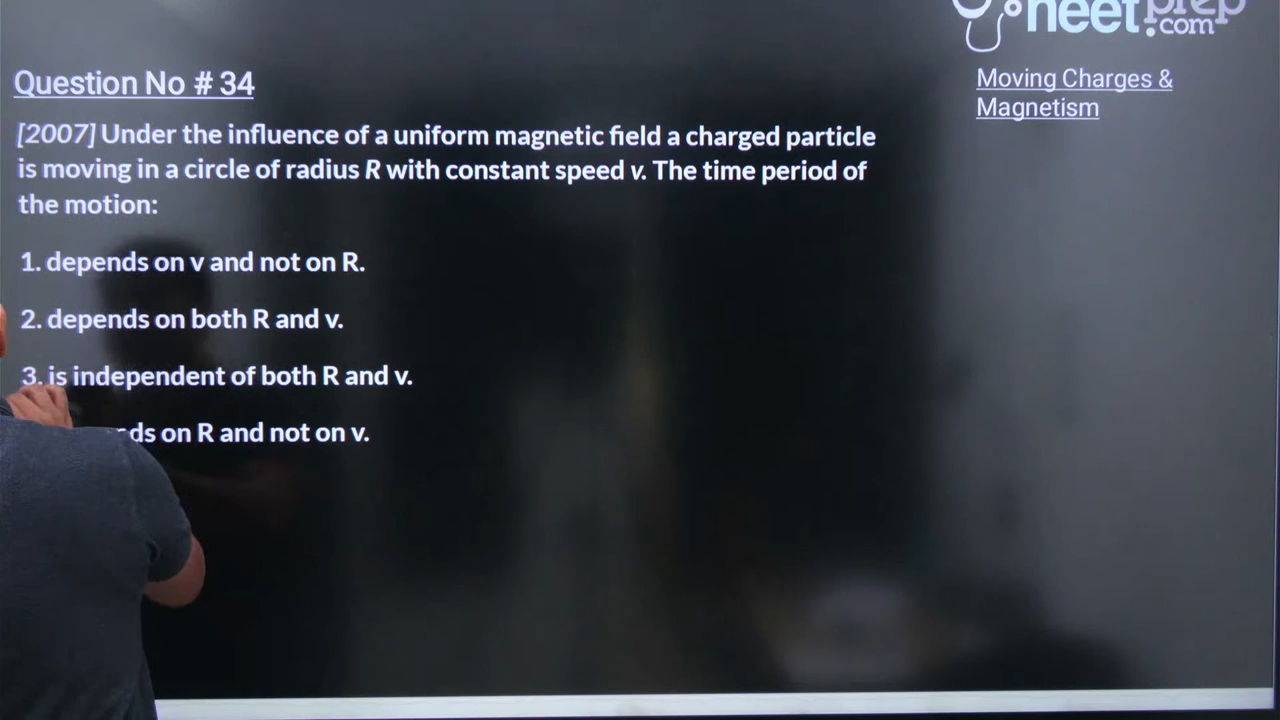 neetprep
.com
Moving Charges &
Magnetism
Question No # 34
[2007] Under the influence of a uniform magnetic field a charged particle
is moving in a circle of radius R with constant speed v. The time period of
the motion:
1. depends on v and not on R.
2. depends on both R and v.
3. is independent of both R and v.
on R and not on v.